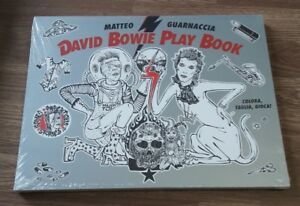 MATTEO GUARNACCIA
DAVID BOWIE PLAY BOOK
COLORA,
TAGLIA, GIOCA!